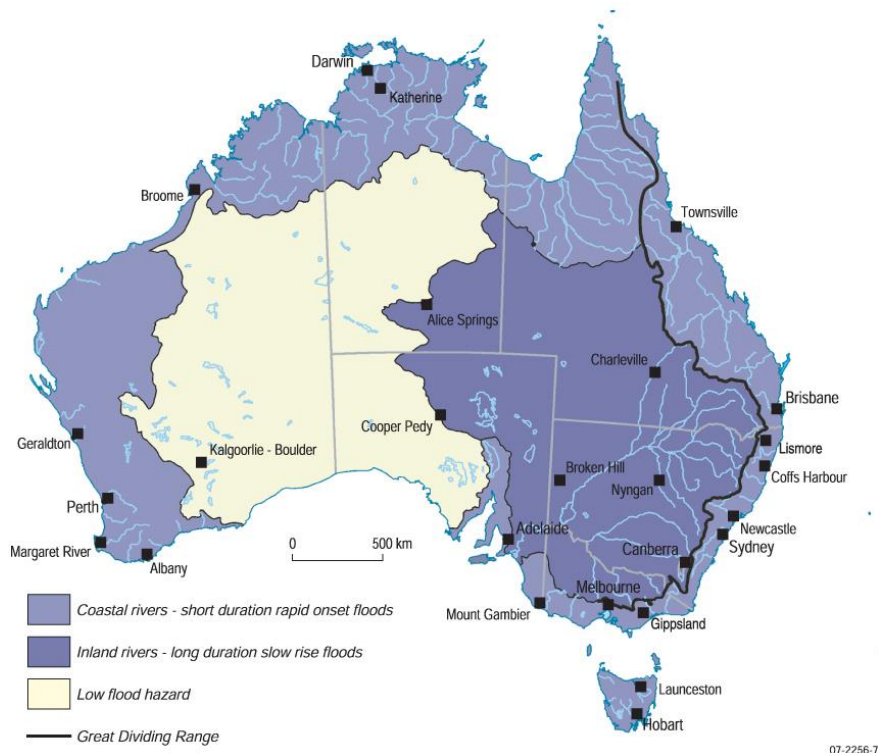 Darwin
Katherine
Broome
Townsville
Alice Springs
Charleville
Brisbane
Cooper Pedy
Geraldton
Lismore
Kalgoorlie - Boulder
Broken Hill
Coffs Harbour
Nyngan
Perth
Newcastle
Adelaide
Sydney
0 500 km
Margaret River
Canberra
Albany
Melbourne
Mount Gambier
Gippsland
Coastal rivers - short duration rapid onset floods
Inland rivers - long duration slow rise floods
Low flood hazard
Launceston
Hobart
Great Dividing Range
07-2256-7